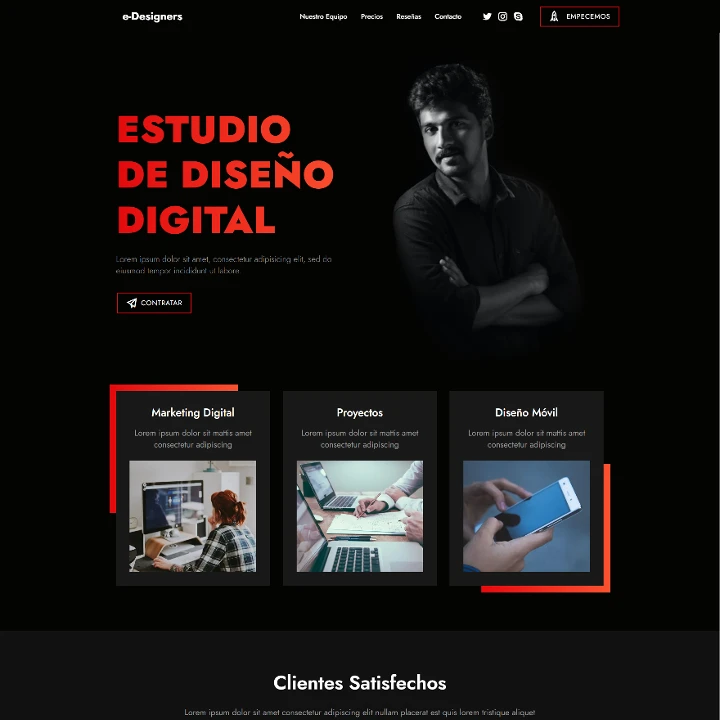 e-Designers
Nuestro Equipo Precios Reseñas Contacto EMPECEMOS
ESTUDIO
DE DISEÑO
DIGITAL
Lorem ipsum dolor sit amet, consectetur adipisicing elit, sed do
eiusmod tempor incididunt ut labore.
CONTRATAR
Marketing Digital
Lorem ipsum dolor sit mattis amet
consectetur adipiscing
Proyectos
Lorem ipsum dolor sit mattis amet
consectetur adipiscing
Diseño Móvil
Lorem ipsum dolor sit mattis amet
consectetur adipiscing
Clientes Satisfechos
Lorem ipsum dolor sit amet consectetur adipiscing elit nullam placerat est quis lorem tristique aliquet